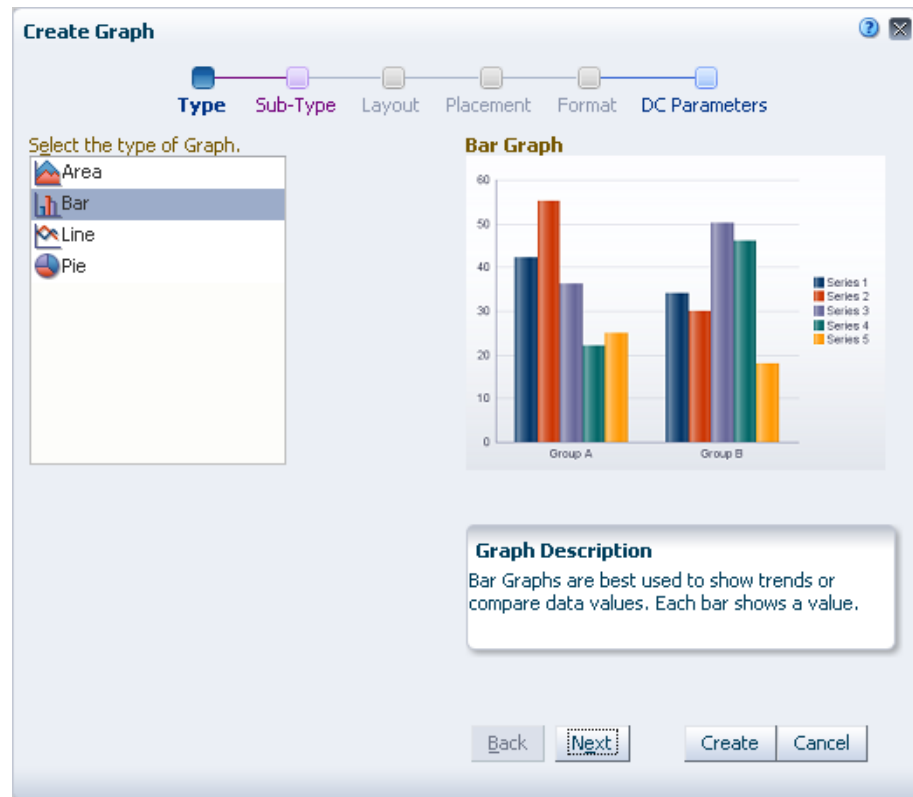 Create Graph
Type Sub-Type Layout Placement Format DC Parameters
Select the type of Graph.
Area
Bar
Line
Pie
Bar Graph
60
50
40
30
20
10
0
Group A Group B
Series 1
Series 2
Series 3
Series 4
Series 5
Graph Description
Bar Graphs are best used to show trends or
compare data values. Each bar shows a value.
Back Next Create Cancel